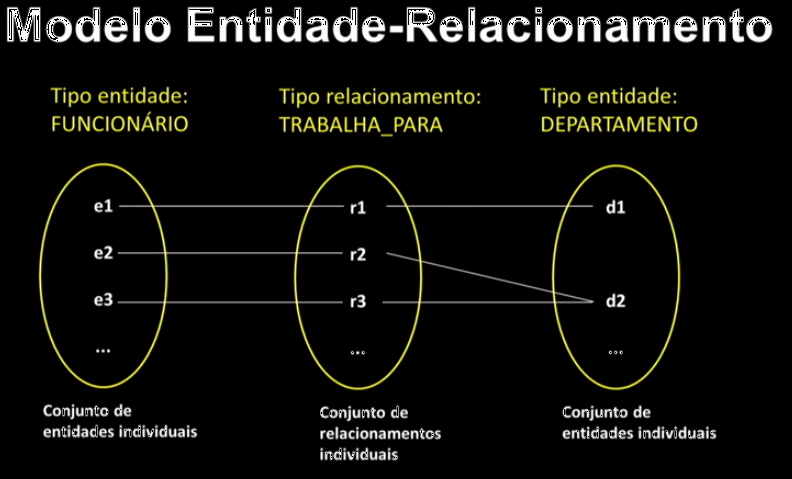 Modelo Entidade-Relacionamento
Tipo entidade:
FUNCIONÁRIO
Tipo relacionamento:
TRABALHA_PARA
Tipo entidade:
DEPARTAMENTO
e1
r1
d1
e2
r2
e3
r3
d2
...
...
...
Conjunto de
entidades individuais
Conjunto de
relacionamentos
individuais
Conjunto de
entidades individuais